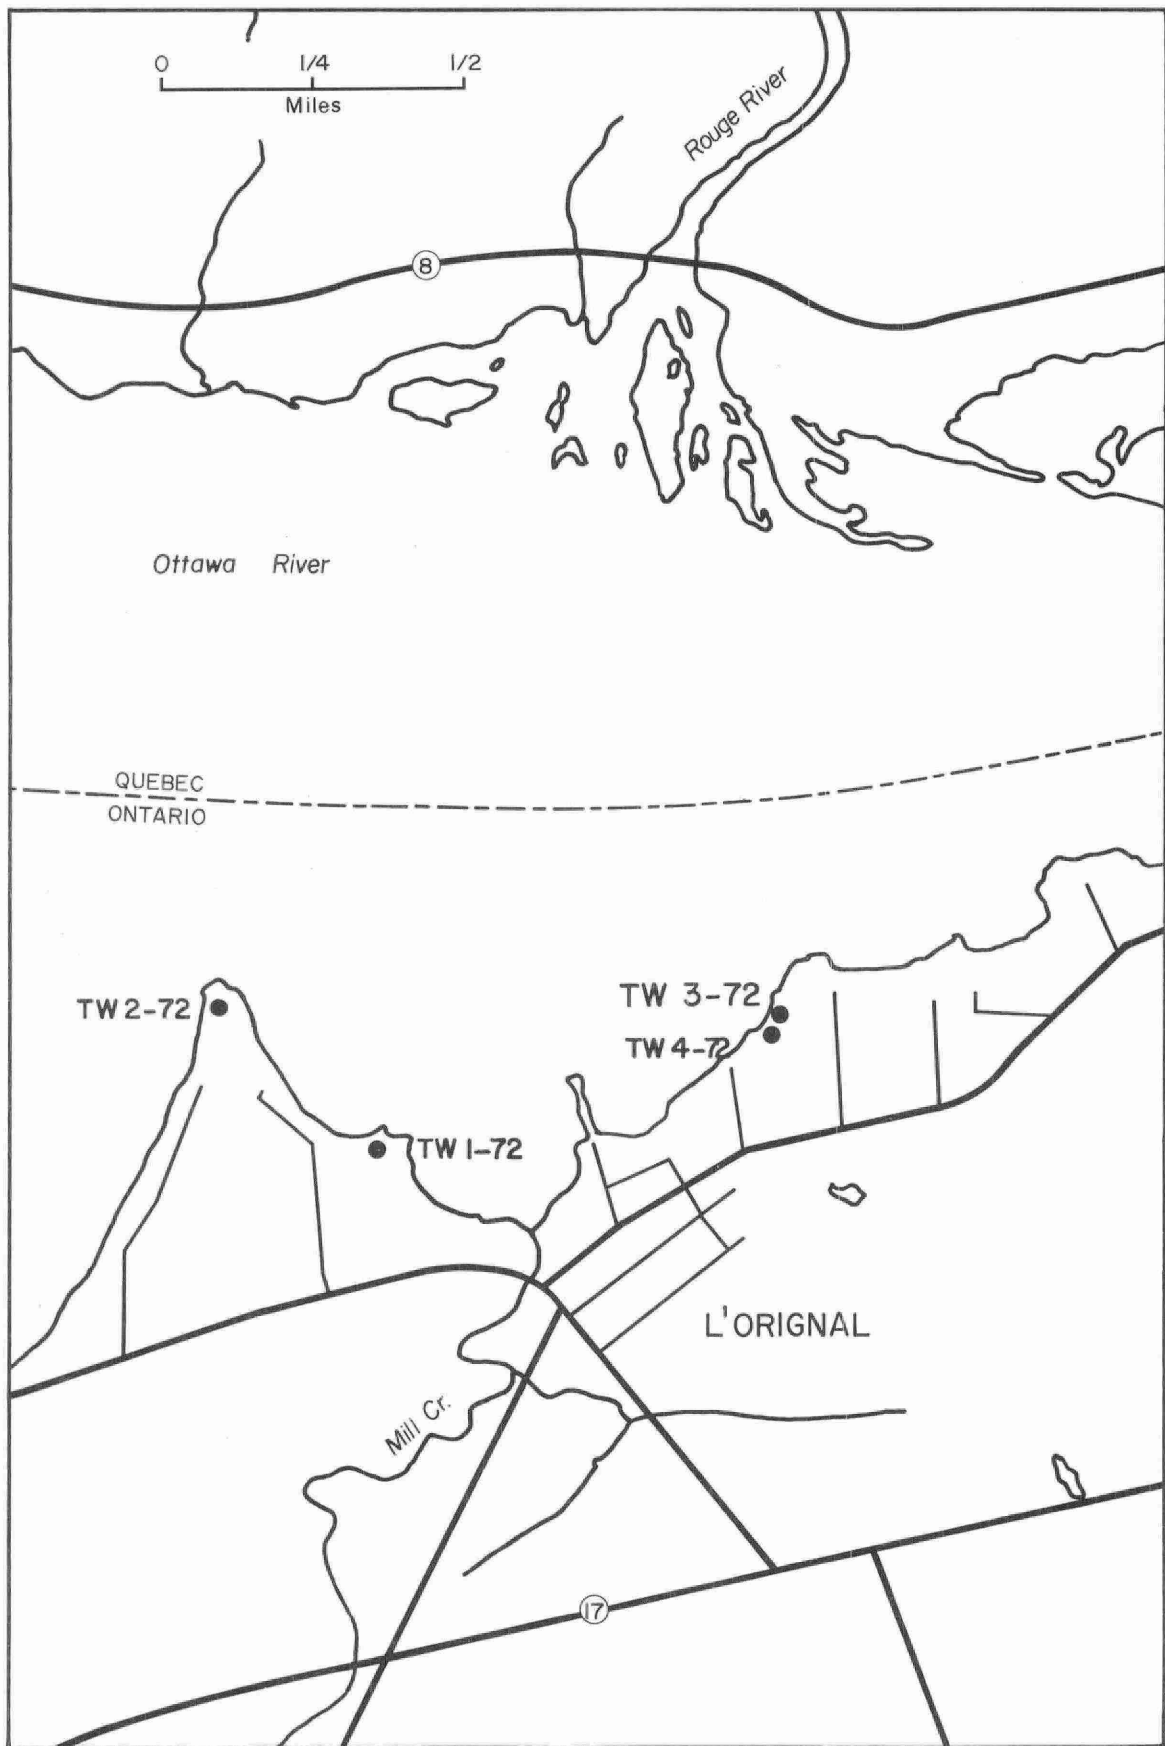 0 1/4 1/2
Miles
Rouge River
8
Ottawa River
QUEBEC
ONTARIO
TW 2-72
TW 3-72
TW 4-72
TW 1-72
L'ORIGNAL
Mill Cr.
17